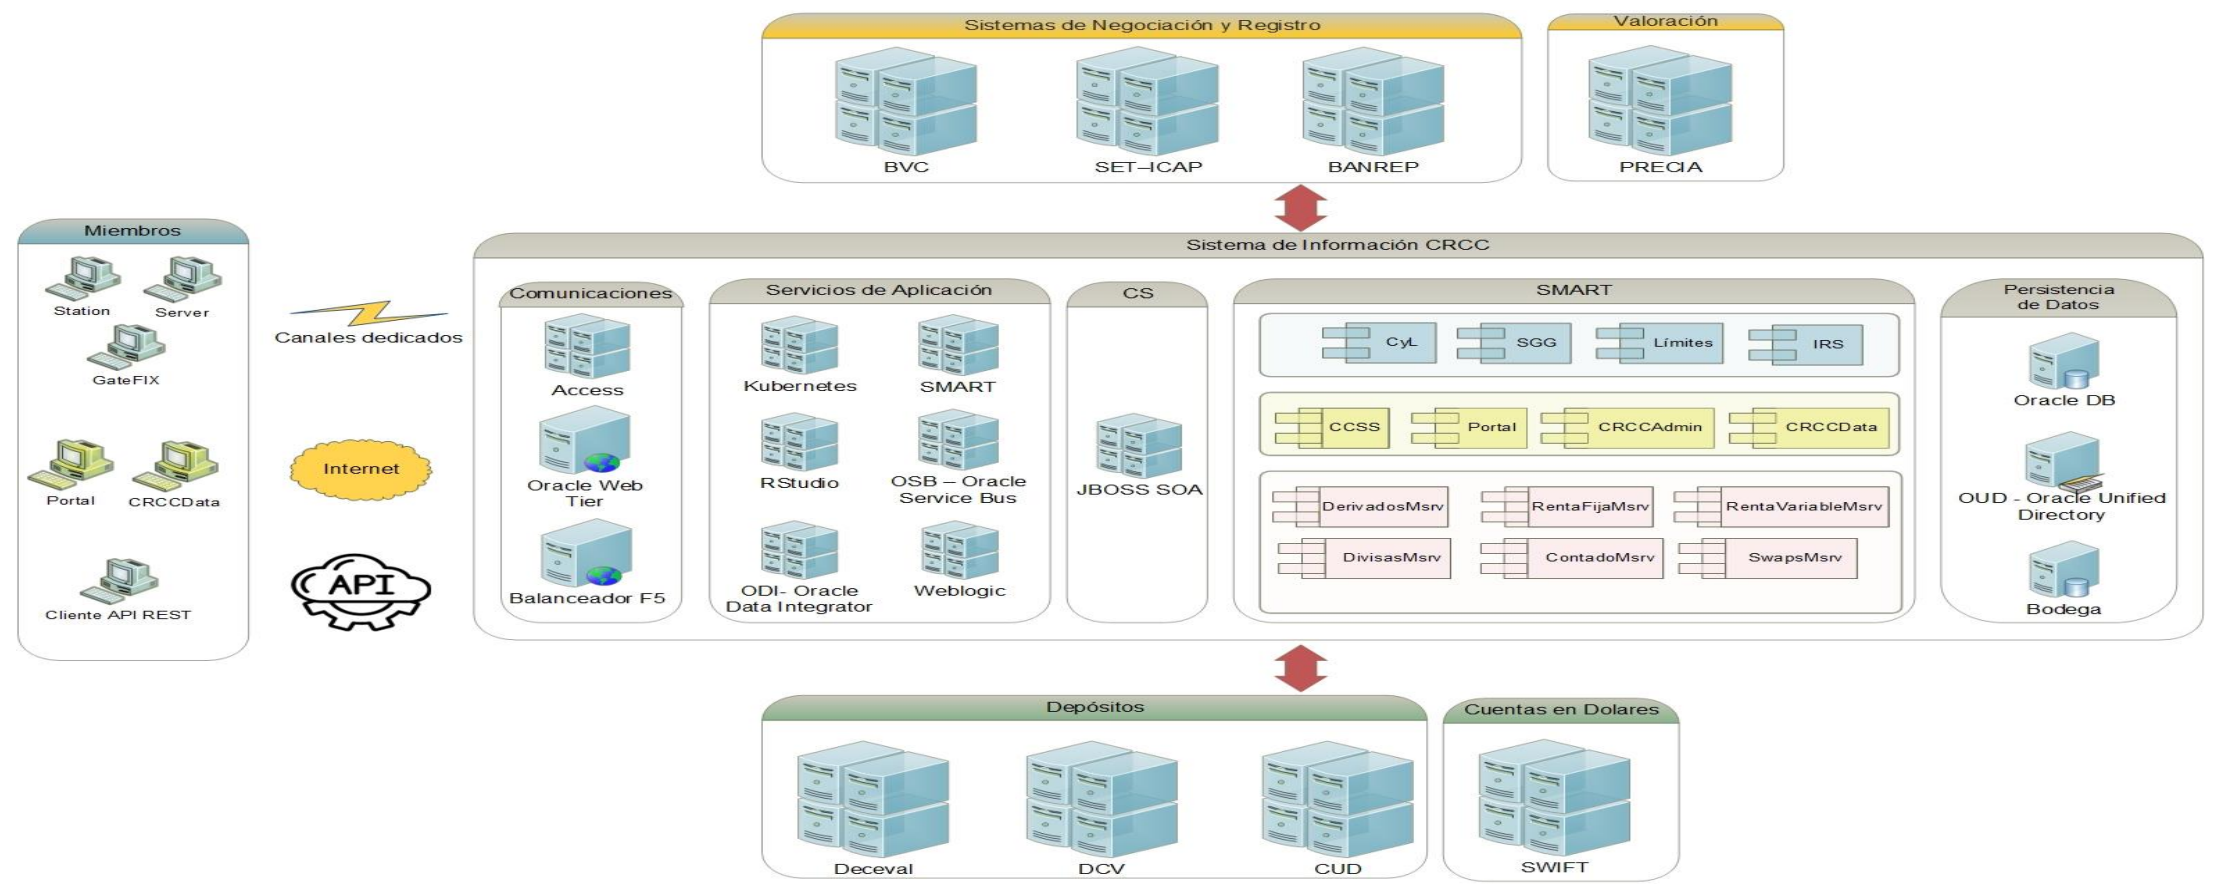 Sistemas de Negociación y Registro
Valoración
BVC
SET–ICAP
BANREP
PRECIA
Miembros
Station
Server
GateFIX
Portal
CRCCData
Cliente API REST
Canales dedicados
Internet
API
Sistema de Información CRCC
Comunicaciones
Access
Oracle Web
Tier
Balanceador F5
Servicios de Aplicación
Kubernetes
SMART
RStudio
OSB – Oracle
Service Bus
ODI- Oracle
Data Integrator
Weblogic
CS
JBOSS SOA
SMART
CyL
SGG
Límites
IRS
CCSS
Portal
CRCCAdmin
CRCCData
DerivadosMsrv
RentaFijaMsrv
RentaVariableMsrv
DivisasMsrv
ContadoMsrv
SwapsMsrv
Persistencia
de Datos
Oracle DB
OUD - Oracle Unified
Directory
Bodega
Depósitos
Cuentas en Dolares
Deceval
DCV
CUD
SWIFT